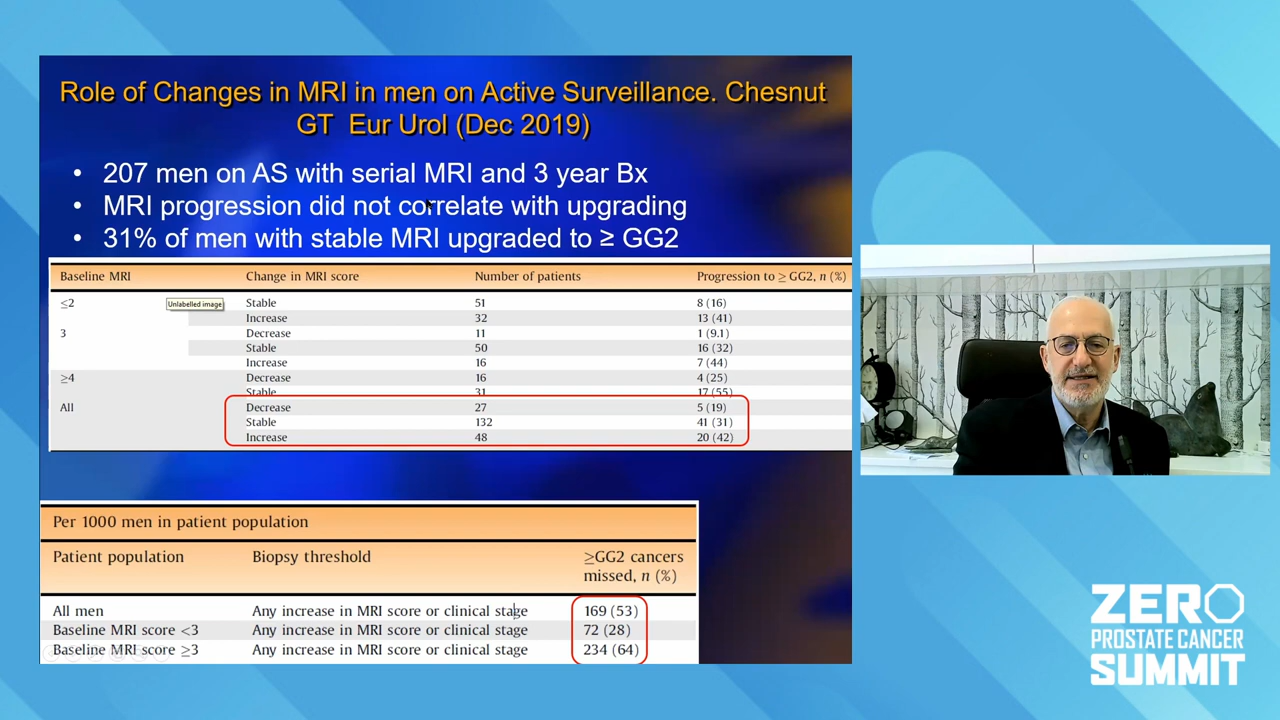 Role of Changes in MRI in men on Active Surveillance. Chesnut
GT Eur Urol (Dec 2019)
• 207 men on AS with serial MRI and 3 year Bx
• MRI progression did not correlate with upgrading
• 31% of men with stable MRI upgraded to ≥ GG2
Baseline MRI Change in MRI score Number of patients Progression to ≥ GG2, n (%)
≤2 Stable 51 8 (16)
Unlabelled image
Increase 32 13 (41)
3 Decrease 11 1 (9.1)
Stable 50 16 (32)
Increase 16 7 (44)
≥4 Decrease 16 4 (25)
Stable 31 17 (55)
All Decrease 27 5 (19)
Stable 132 41 (31)
Increase 48 20 (42)
Per 1000 men in patient population
Patient population Biopsy threshold ≥GG2 cancers
missed, n (%)
All men Any increase in MRI score or clinical stage 169 (53)
Baseline MRI score <3 Any increase in MRI score or clinical stage 72 (28)
Baseline MRI score ≥3 Any increase in MRI score or clinical stage 234 (64)
ZERO
PROSTATE CANCER
SUMMIT